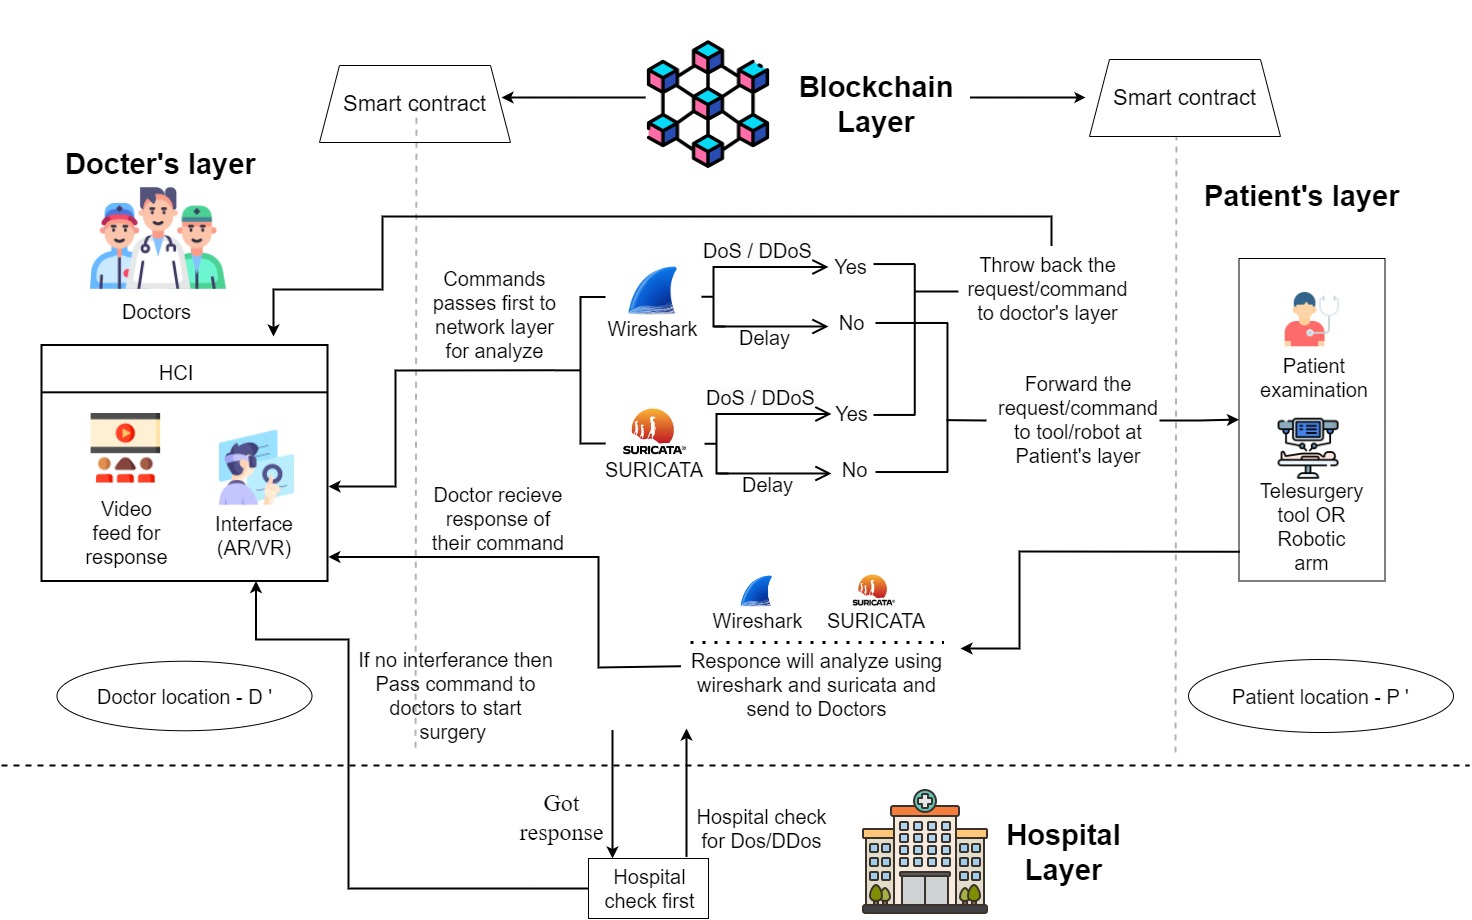 Blockchain
Layer
Smart contract
Smart contract
Docter's layer
Doctors
Patient's layer
HCI
Video
feed for
response
Interface
(AR/VR)
Commands
passes first to
network layer
for analyze
Wireshark
DoS / DDoS
Yes
Delay
No
SURICATA
SURICATA
DoS / DDoS
Yes
Delay
No
Throw back the
request/command
to doctor's layer
Forward the
request/command
to tool/robot at
Patient's layer
Patient
examination
Telesurgery
tool OR
Robotic
arm
Doctor recieve
response of
their command
Wireshark
SURICATA
SURICATA
Responce will analyze using
wireshark and suricata and
send to Doctors
If no interferance then
Pass command to
doctors to start
surgery
Doctor location - D '
Patient location - P '
Got
response
Hospital check
for Dos/DDos
Hospital
check first
Hospital
Layer